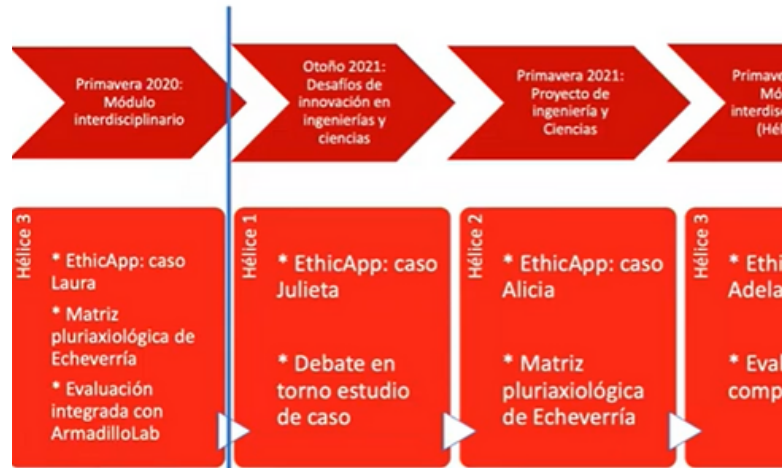 Primavera 2020:
Módulo
interdisciplinario
Otoño 2021:
Desafíos de
innovación en
ingenierías y
ciencias
Primavera 2021:
Proyecto de
ingeniería y
Ciencias
Hélice 3
* EthicApp: caso
Laura
* Matriz
pluriaxiológica de
Echeverría
* Evaluación
integrada con
ArmadilloLab
Hélice 1
* EthicApp: caso
Julieta
* Debate en
torno estudio
de caso
Hélice 2
* EthicApp: caso
Alicia
* Matriz
pluriaxiológica
de Echeverría
Hélice 3